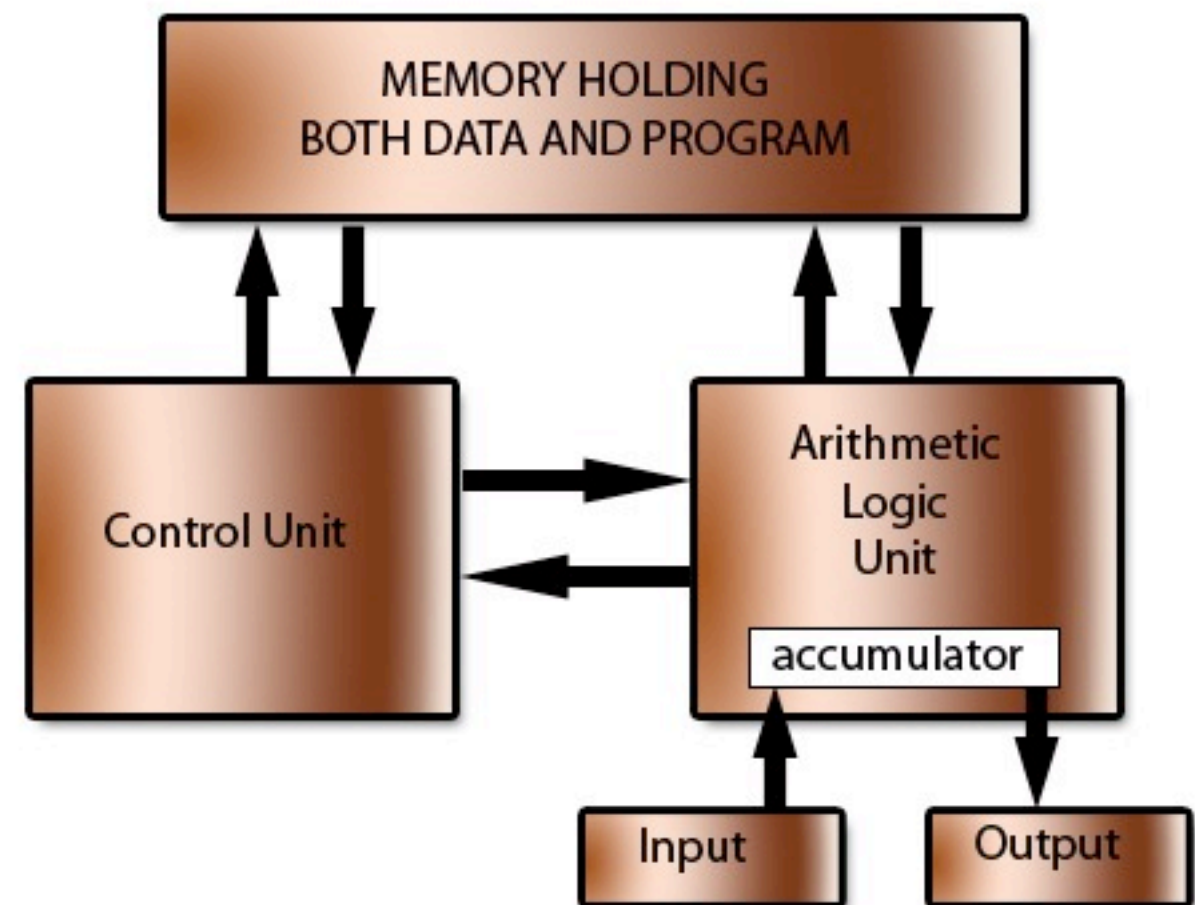 MEMORY HOLDING
BOTH DATA AND PROGRAM
Control Unit
Arithmetic
Logic
Unit
accumulator
Input
Output